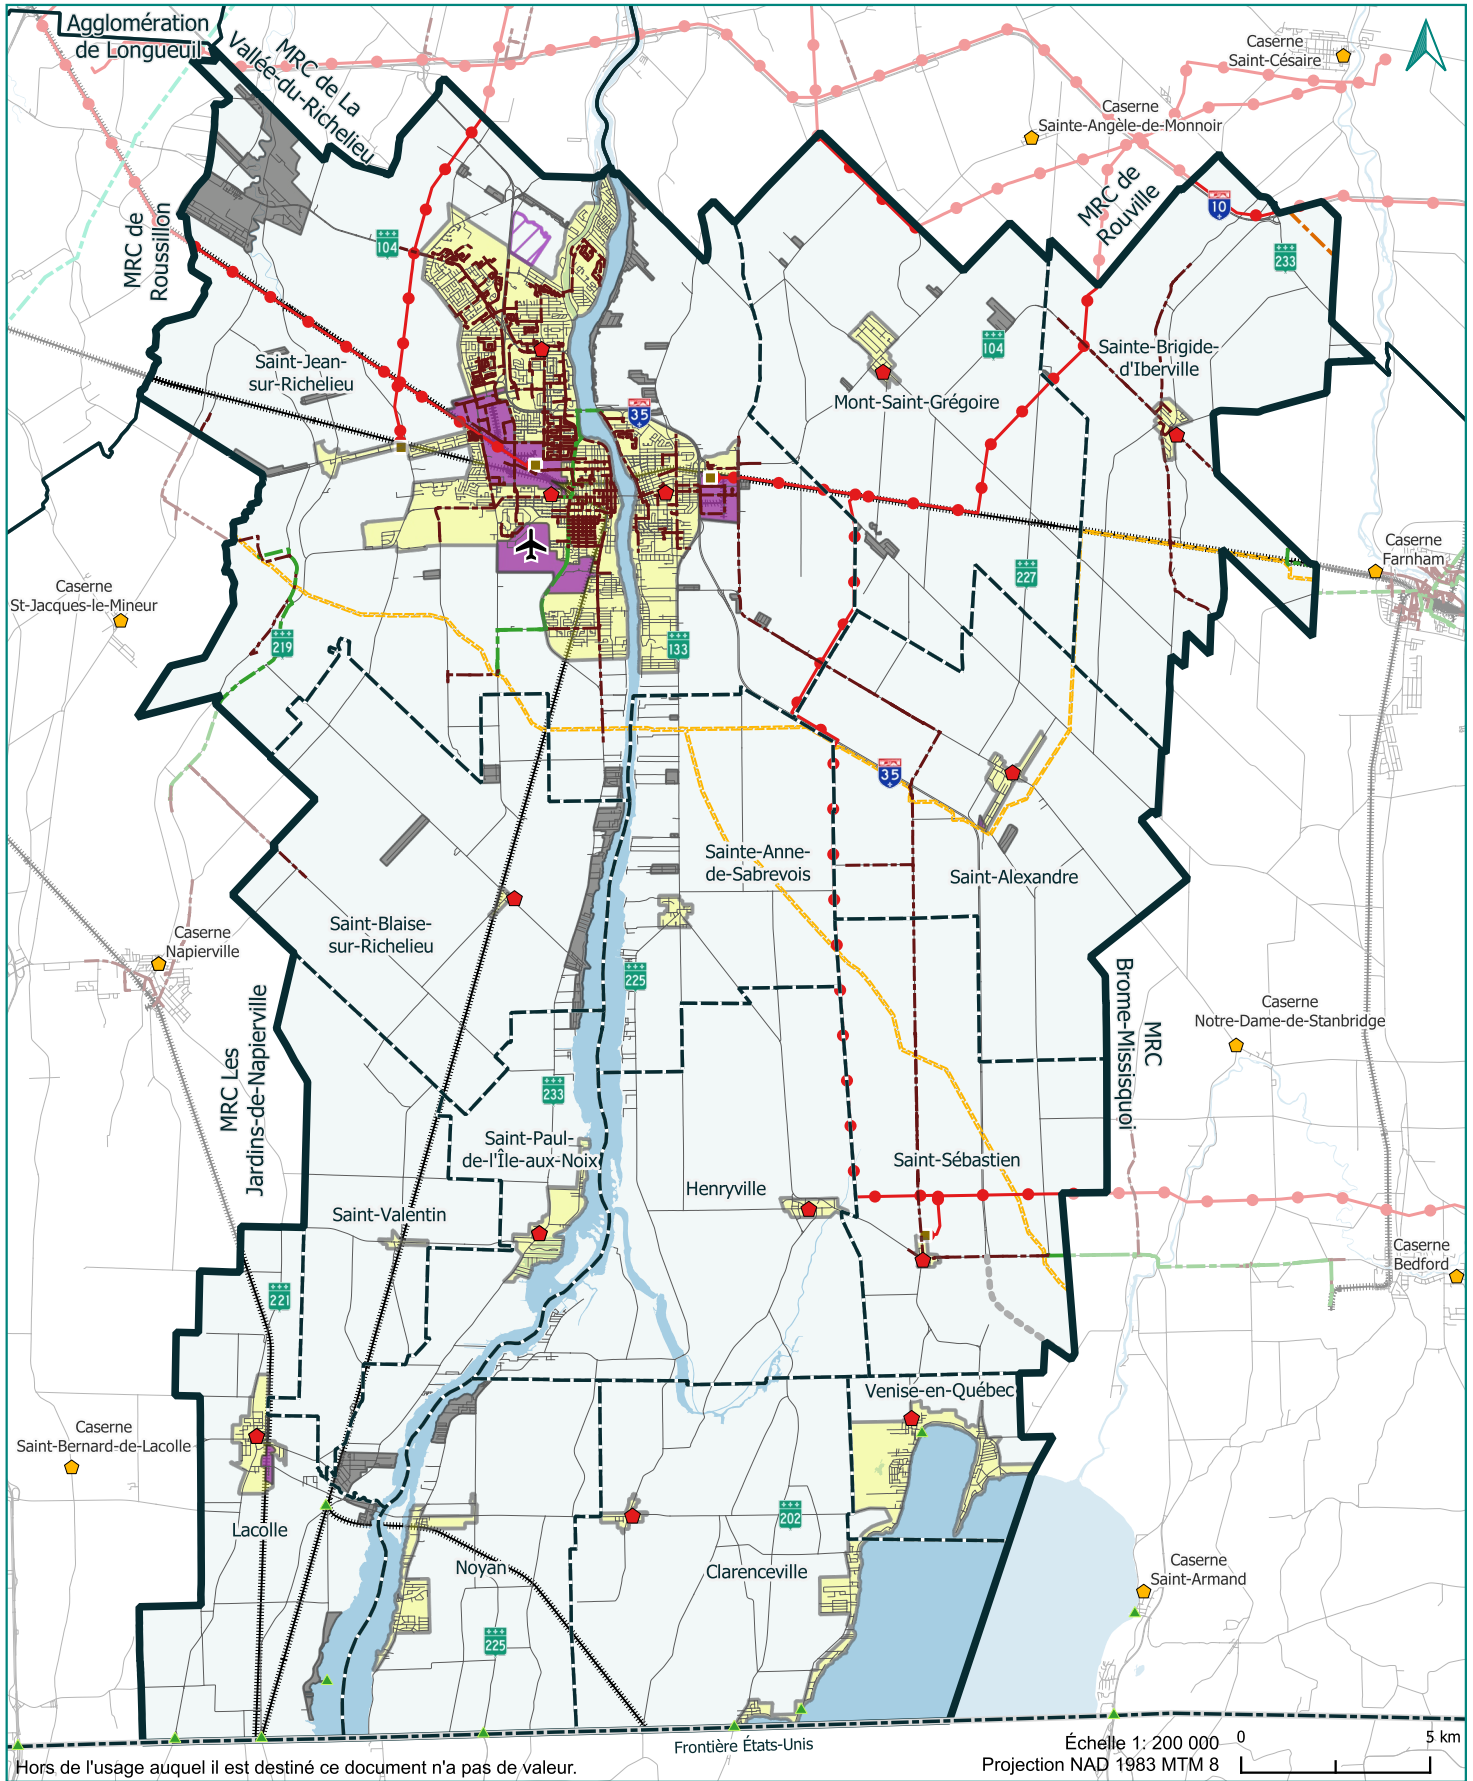 Agglomération
de Longueuil
MRC de La
Vallée-du-Richelieu
Caserne
Saint-Césaire
Caserne
Sainte-Angèle-de-Monnoir
MRC de
Rouville
10
MRC de
Roussillon
104
233
Saint-Jean-
sur-Richelieu
104
Sainte-Brigide-
d'Iberville
Mont-Saint-Grégoire
35
Caserne
Farnham
Caserne
St-Jacques-le-Mineur
227
219
133
35
Sainte-Anne-
de-Sabrevois
Saint-Alexandre
Saint-Blaise-
sur-Richelieu
Caserne
Napierville
225
MRC
Brome-Missisquoi
Caserne
Notre-Dame-de-Stanbridge
MRC Les
Jardins-de-Napierville
233
Saint-Paul-
de-l'Île-aux-Noix
Saint-Sébastien
Henryville
Saint-Valentin
Caserne
Bedford
221
Venise-en-Québec
Caserne
Saint-Bernard-de-Lacolle
202
Lacolle
Noyan
Clarenceville
Caserne
Saint-Armand
225
Frontière États-Unis
Échelle 1: 200 000
Projection NAD 1983 MTM 8
0
5 km
Hors de l'usage auquel il est destiné ce document n'a pas de valeur.